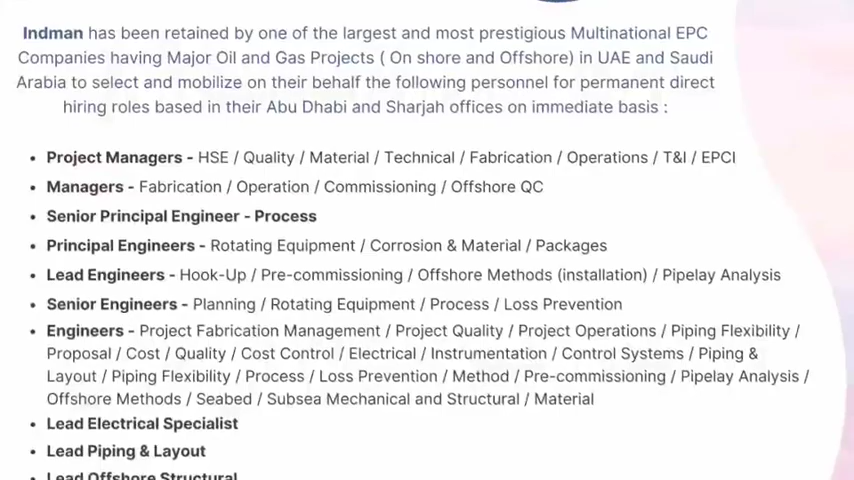 Indman has been retained by one of the largest and most prestigious Multinational EPC
Companies having Major Oil and Gas Projects ( On shore and Offshore) in UAE and Saudi
Arabia to select and mobilize on their behalf the following personnel for permanent direct
hiring roles based in their Abu Dhabi and Sharjah offices on immediate basis :
• Project Managers - HSE / Quality / Material / Technical / Fabrication / Operations / T&I / EPCI
• Managers - Fabrication / Operation / Commissioning / Offshore QC
• Senior Principal Engineer - Process
• Principal Engineers - Rotating Equipment / Corrosion & Material / Packages
• Lead Engineers - Hook-Up / Pre-commissioning / Offshore Methods (installation) / Pipelay Analysis
• Senior Engineers - Planning / Rotating Equipment / Process / Loss Prevention
• Engineers - Project Fabrication Management / Project Quality / Project Operations / Piping Flexibility /
Proposal / Cost / Quality / Cost Control / Electrical / Instrumentation / Control Systems / Piping &
Layout / Piping Flexibility / Process / Loss Prevention / Method / Pre-commissioning / Pipelay Analysis /
Offshore Methods / Seabed / Subsea Mechanical and Structural / Material
• Lead Electrical Specialist
• Lead Piping & Layout
• Lead Offshore Structural